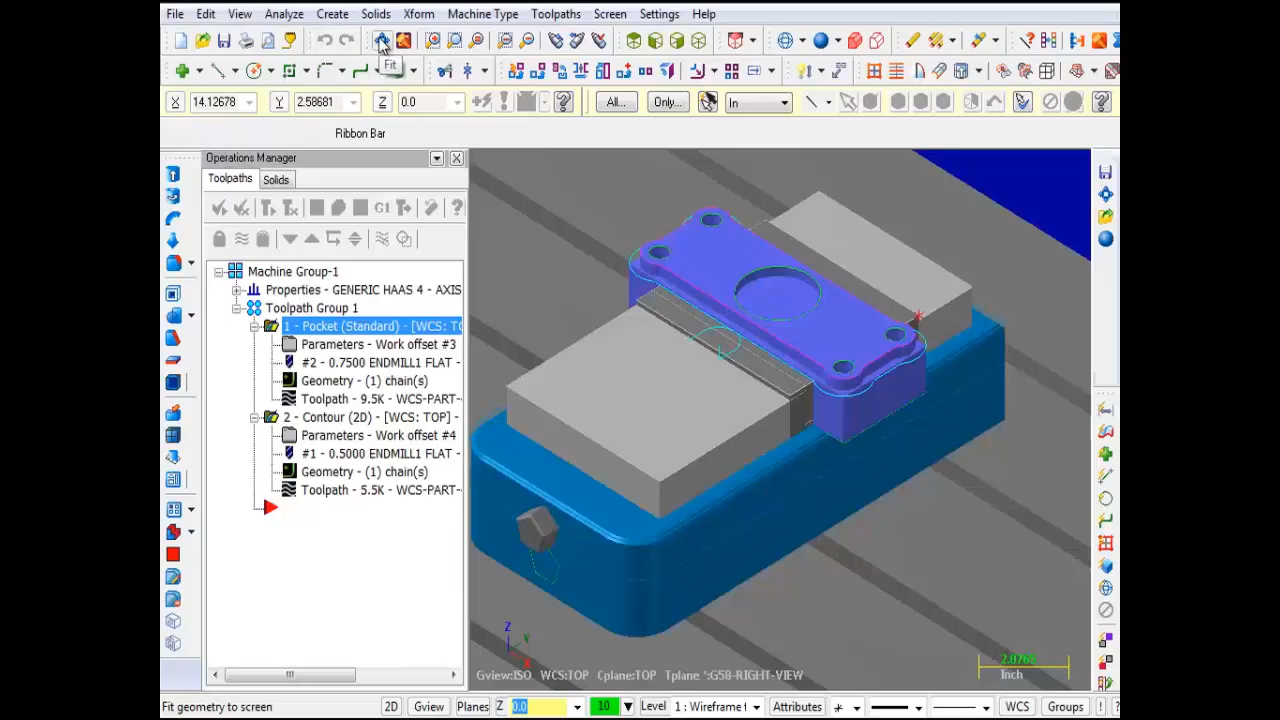 File Edit View Analyze Create Solids Xform Machine Type Toolpaths Screen Settings Help
Fit
X 14.12678 Y 2.58681 Z 0.0 All... Only... In
Ribbon Bar
Operations Manager
Toolpaths Solids
G1
Machine Group-1
Properties - GENERIC HAAS 4 - AXIS
Toolpath Group 1
1 - Pocket (Standard) - [WCS: TO
Parameters - Work offset #3
#2 - 0.7500 ENDMILL1 FLAT -
Geometry - (1) chain(s)
Toolpath - 9.5K - WCS-PART-
2 - Contour (2D) - [WCS: TOP] -
Parameters - Work offset #4
#1 - 0.5000 ENDMILL1 FLAT -
Geometry - (1) chain(s)
Toolpath - 5.5K - WCS-PART-
Z
Y
X
2.0765
Inch
Gview:ISO WCS:TOP Cplane:TOP Tplane *:G58-RIGHT-VIEW
Fit geometry to screen 2D Gview Planes Z 0.0 10 Level 1 : Wireframe1 Attributes WCS Groups